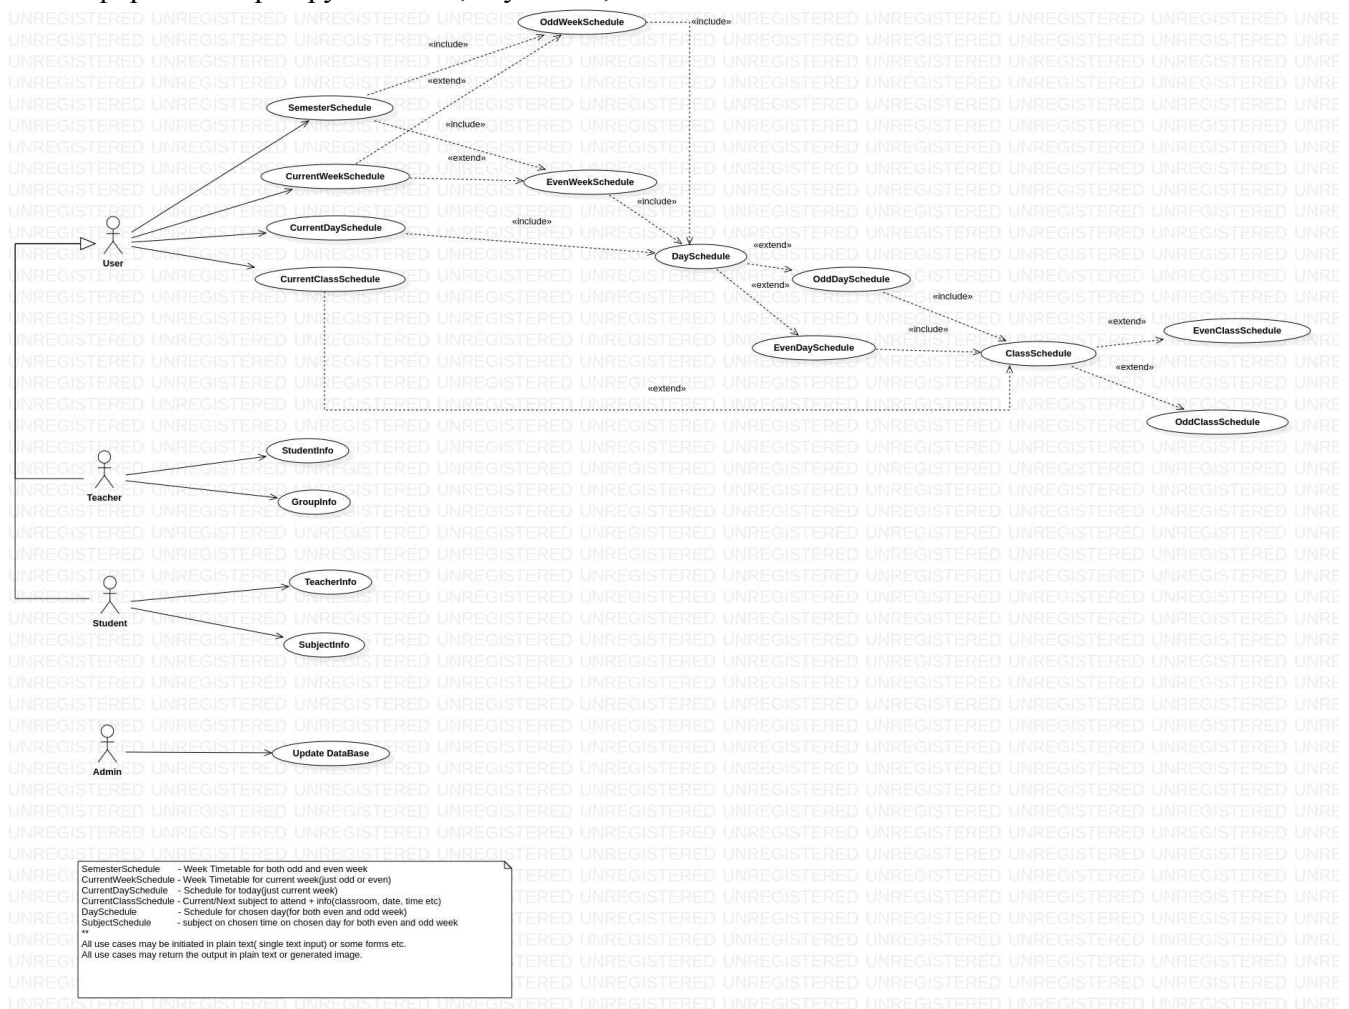 OddWeekSchedule
«include»
«include»
«extend»
SemesterSchedule
«include»
«extend»
CurrentWeekSchedule
EvenWeekSchedule
«include»
«include»
CurrentDaySchedule
User
DaySchedule
«extend»
CurrentClassSchedule
«extend»
OddDaySchedule
«include»
«extend»
EvenClassSchedule
«include»
EvenDaySchedule
ClassSchedule
«extend»
«extend»
OddClassSchedule
StudentInfo
Teacher
GroupInfo
TeacherInfo
Student
SubjectInfo
Update DataBase
Admin
SemesterSchedule - Week Timetable for both odd and even week
CurrentWeekSchedule - Week Timetable for current week(just odd or even)
CurrentDaySchedule - Schedule for today(just current week)
CurrentClassSchedule - Current/Next subject to attend + info(classroom, date, time etc)
DaySchedule - Schedule for chosen day(for both even and odd week)
SubjectSchedule - subject on chosen time on chosen day for both even and odd week
**
All use cases may be initiated in plain text( single text input) or some forms etc.
All use cases may return the output in plain text or generated image.
UNREGISTERED